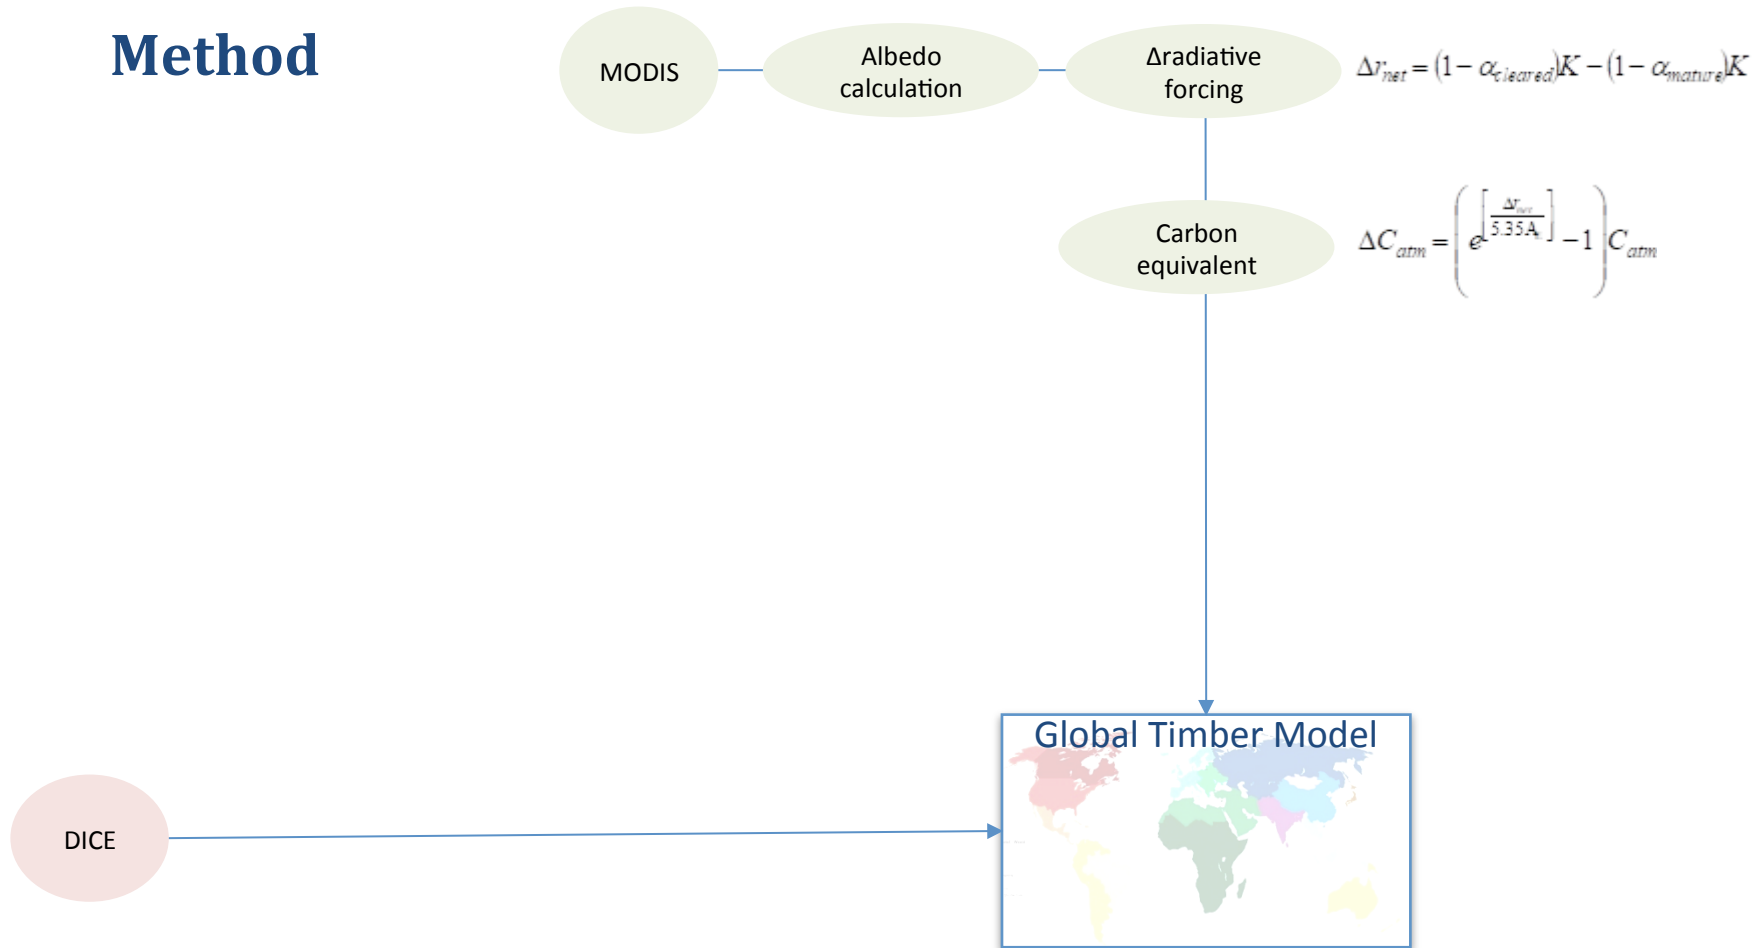 Method
MODIS
Albedo
calculation
Δradiative
forcing
Δr_net = (1 − α_cleared)K − (1 − α_mature)K
Carbon
equivalent
ΔC_atm = (e^[Δr_net / 5.35A] − 1)C_atm
Global Timber Model
DICE